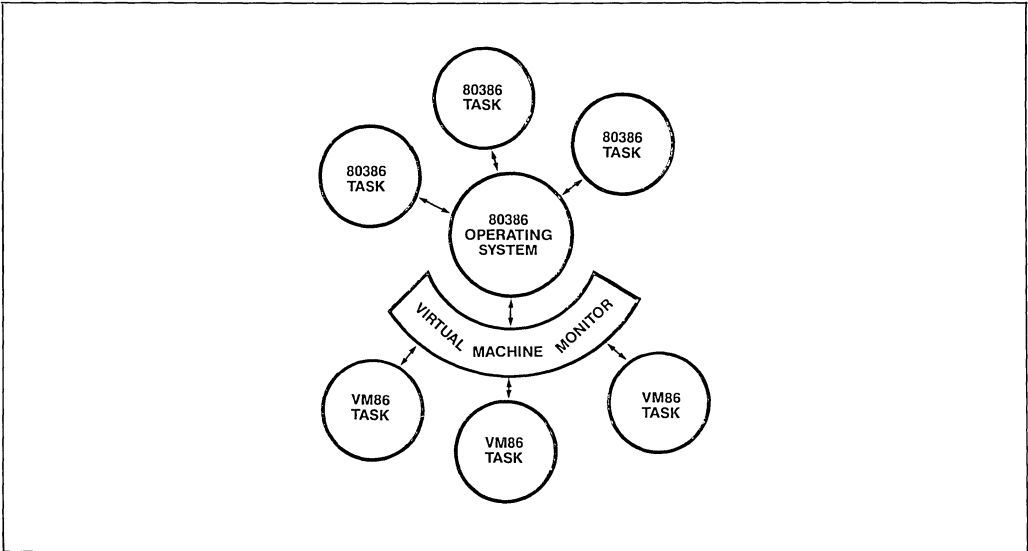 80386
TASK
80386
TASK
80386
TASK
80386
OPERATING
SYSTEM
VIRTUAL MACHINE MONITOR
VM86
TASK
VM86
TASK
VM86
TASK